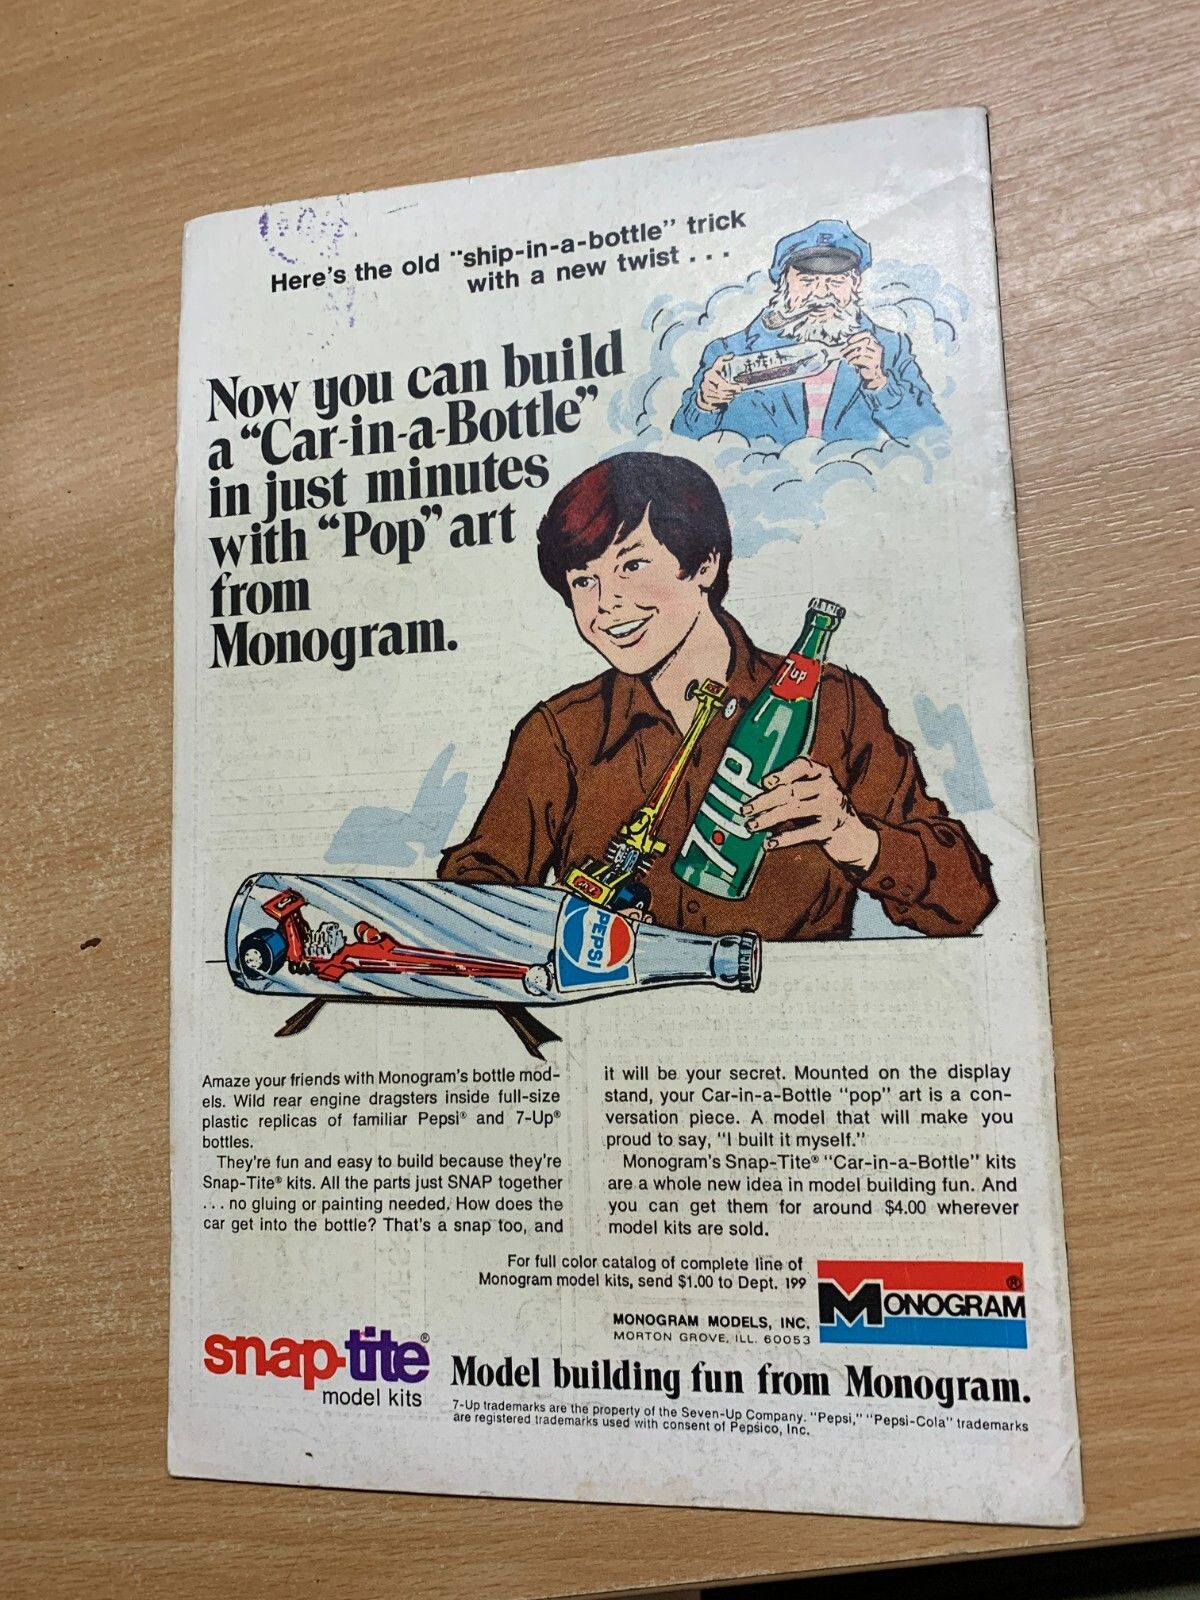 Here's the old "ship-in-a-bottle" trick
with a new twist . . .
Now you can build
a “Car-in-a-Bottle”
in just minutes
with “Pop” art
from
Monogram.
7up
7·UP
PEPSI
Amaze your friends with Monogram's bottle mod-
els. Wild rear engine dragsters inside full-size
plastic replicas of familiar Pepsi® and 7-Up®
bottles.
They're fun and easy to build because they're
Snap-Tite® kits. All the parts just SNAP together
. . . no gluing or painting needed. How does the
car get into the bottle? That's a snap too, and
it will be your secret. Mounted on the display
stand, your Car-in-a-Bottle "pop" art is a con-
versation piece. A model that will make you
proud to say, "I built it myself."
Monogram's Snap-Tite® "Car-in-a-Bottle" kits
are a whole new idea in model building fun. And
you can get them for around $4.00 wherever
model kits are sold.
For full color catalog of complete line of
Monogram model kits, send $1.00 to Dept. 199
MONOGRAM MODELS, INC.
MORTON GROVE, ILL. 60053
MONOGRAM®
snap-tite®
model kits
Model building fun from Monogram.
7-Up trademarks are the property of the Seven-Up Company. "Pepsi," "Pepsi-Cola" trademarks
are registered trademarks used with consent of Pepsico, Inc.